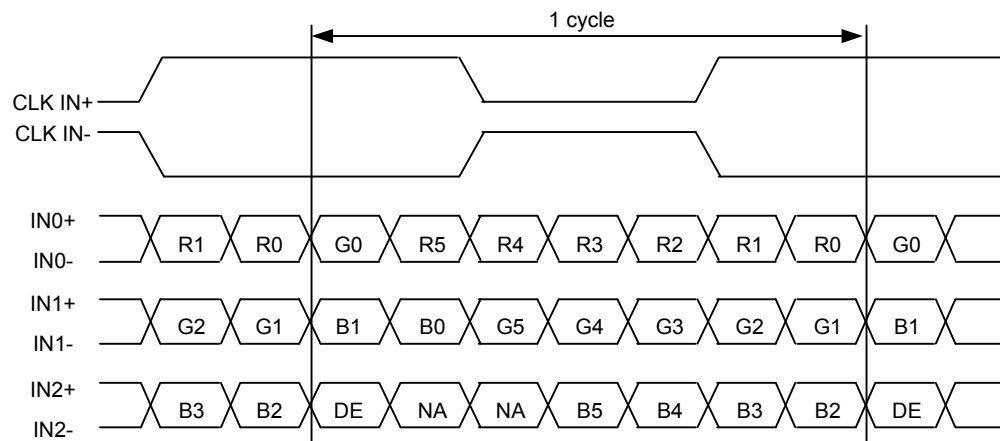 1 cycle
CLK IN+
CLK IN-
IN0+
R1 R0 G0 R5 R4 R3 R2 R1 R0 G0
IN0-
IN1+
G2 G1 B1 B0 G5 G4 G3 G2 G1 B1
IN1-
IN2+
B3 B2 DE NA NA B5 B4 B3 B2 DE
IN2-